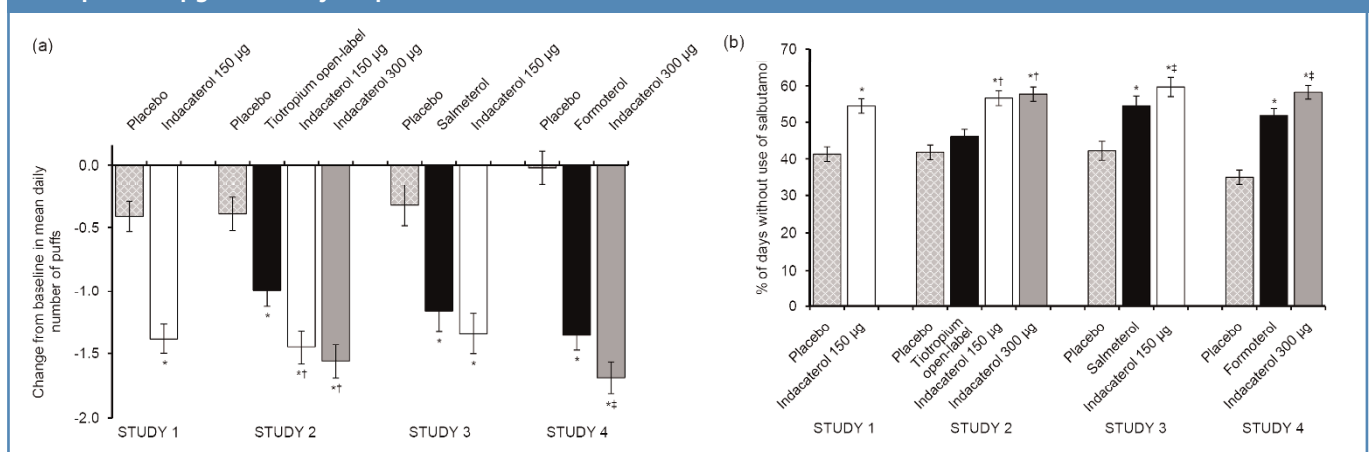 (a)
Placebo
Indacaterol 150 µg
Placebo
Tiotropium open-label
Indacaterol 150 µg
Indacaterol 300 µg
Placebo
Salmeterol
Indacaterol 150 µg
Placebo
Formoterol
Indacaterol 300 µg
Change from baseline in mean daily
number of puffs
0.0
-0.5
-1.0
-1.5
-2.0
*
*
*†
*†
*
*
*
*‡
STUDY 1
STUDY 2
STUDY 3
STUDY 4
(b)
% of days without use of salbutamol
70
60
50
40
30
20
10
0
*
*†
*†
*
*‡
*
*‡
Placebo
Indacaterol 150 µg
Placebo
Tiotropium
open-label
Indacaterol 150 µg
Indacaterol 300 µg
Placebo
Salmeterol
Indacaterol 150 µg
Placebo
Formoterol
Indacaterol 300 µg
STUDY 1
STUDY 2
STUDY 3
STUDY 4